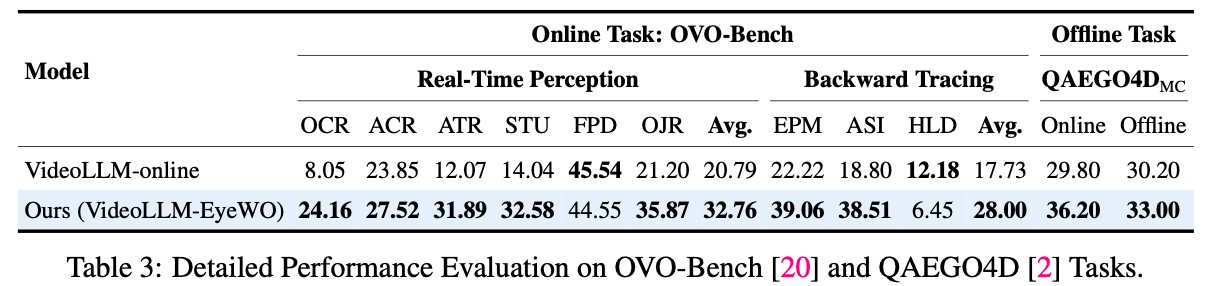 Online Task: OVO-Bench Offline Task
Model
Real-Time Perception Backward Tracing QAEGO4D_MC
OCR ACR ATR STU FPD OJR Avg. EPM ASI HLD Avg. Online Offline
VideoLLM-online 8.05 23.85 12.07 14.04 45.54 21.20 20.79 22.22 18.80 12.18 17.73 29.80 30.20
Ours (VideoLLM-EyeWO) 24.16 27.52 31.89 32.58 44.55 35.87 32.76 39.06 38.51 6.45 28.00 36.20 33.00
Table 3: Detailed Performance Evaluation on OVO-Bench [20] and QAEGO4D [2] Tasks.